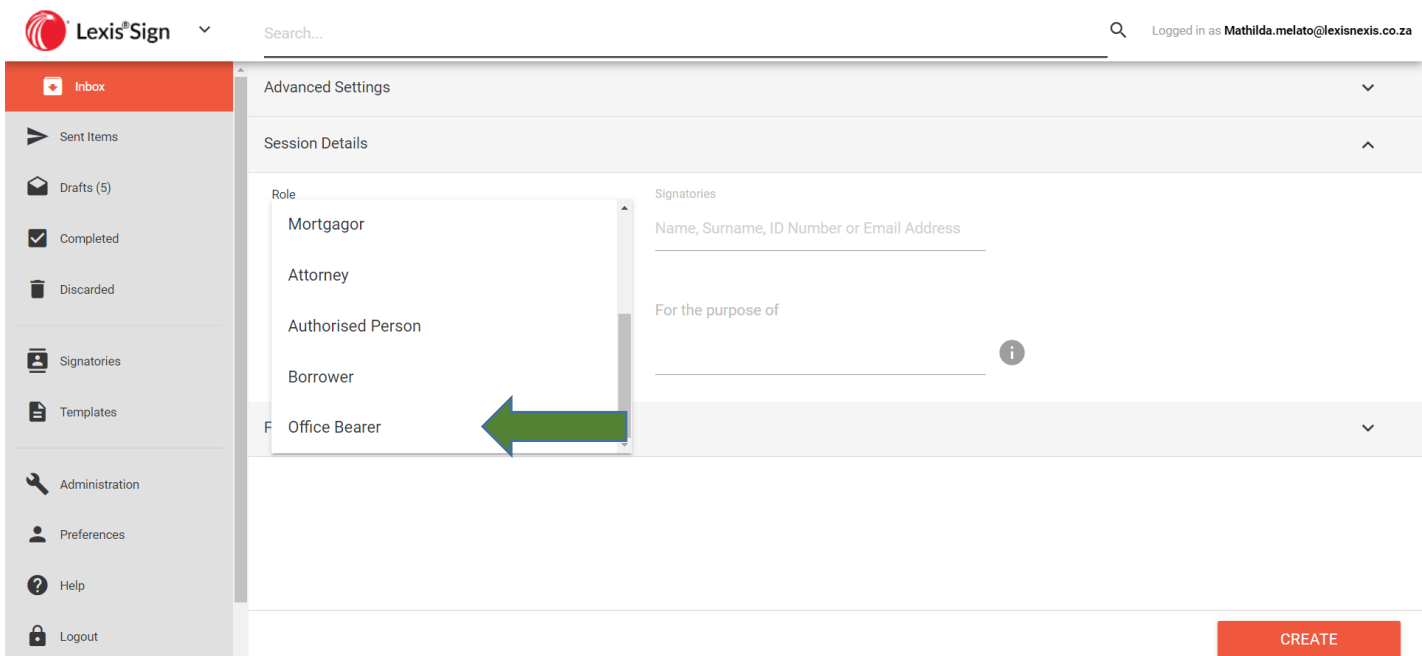 Lexis®Sign
Search...
Logged in as Mathilda.melato@lexisnexis.co.za
Inbox
Sent Items
Drafts (5)
Completed
Discarded
Signatories
Templates
Administration
Preferences
Help
Logout
Advanced Settings
Session Details
Role
Mortgagor
Attorney
Authorised Person
Borrower
Office Bearer
F
Signatories
Name, Surname, ID Number or Email Address
For the purpose of
CREATE